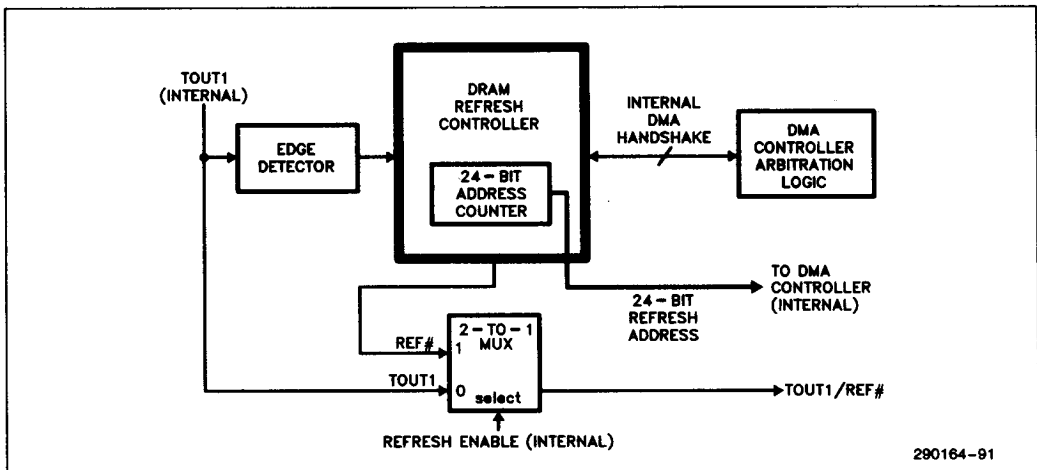 TOUT1
(INTERNAL)
EDGE
DETECTOR
DRAM
REFRESH
CONTROLLER
24-BIT
ADDRESS
COUNTER
INTERNAL
DMA
HANDSHAKE
DMA
CONTROLLER
ARBITRATION
LOGIC
TO DMA
CONTROLLER
(INTERNAL)
24-BIT
REFRESH
ADDRESS
REF#
1
2-TO-1
MUX
TOUT1
0
select
TOUT1/REF#
REFRESH ENABLE (INTERNAL)
290164-91